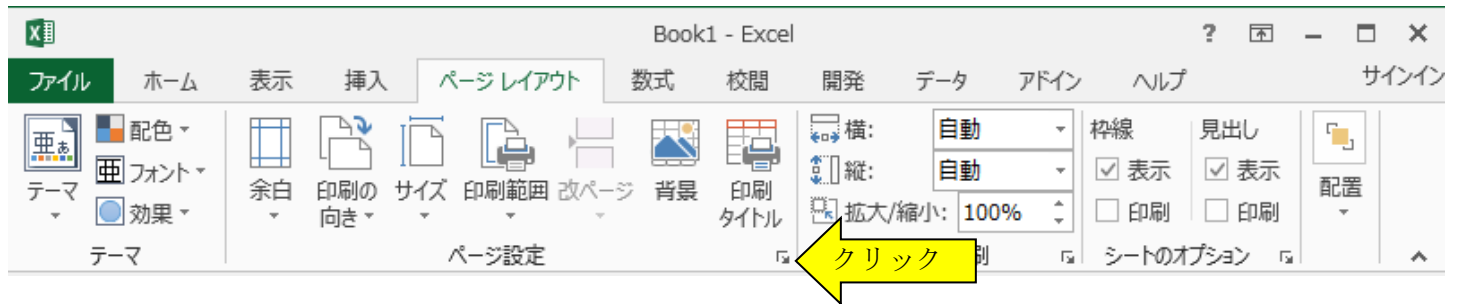 Book1 - Excel
?
ファイル ホーム 表示 挿入 ページ レイアウト 数式 校閲 開発 データ アドイン ヘルプ サインイン
亜ぁ 配色
亜 フォント
テーマ
効果
テーマ
余白
印刷の
向き
サイズ
印刷範囲
改ページ
背景
印刷
タイトル
ページ設定
横: 自動
縦: 自動
拡大/縮小: 100%
クリック
刷
枠線 見出し
表示 表示
印刷 印刷
シートのオプション
配置